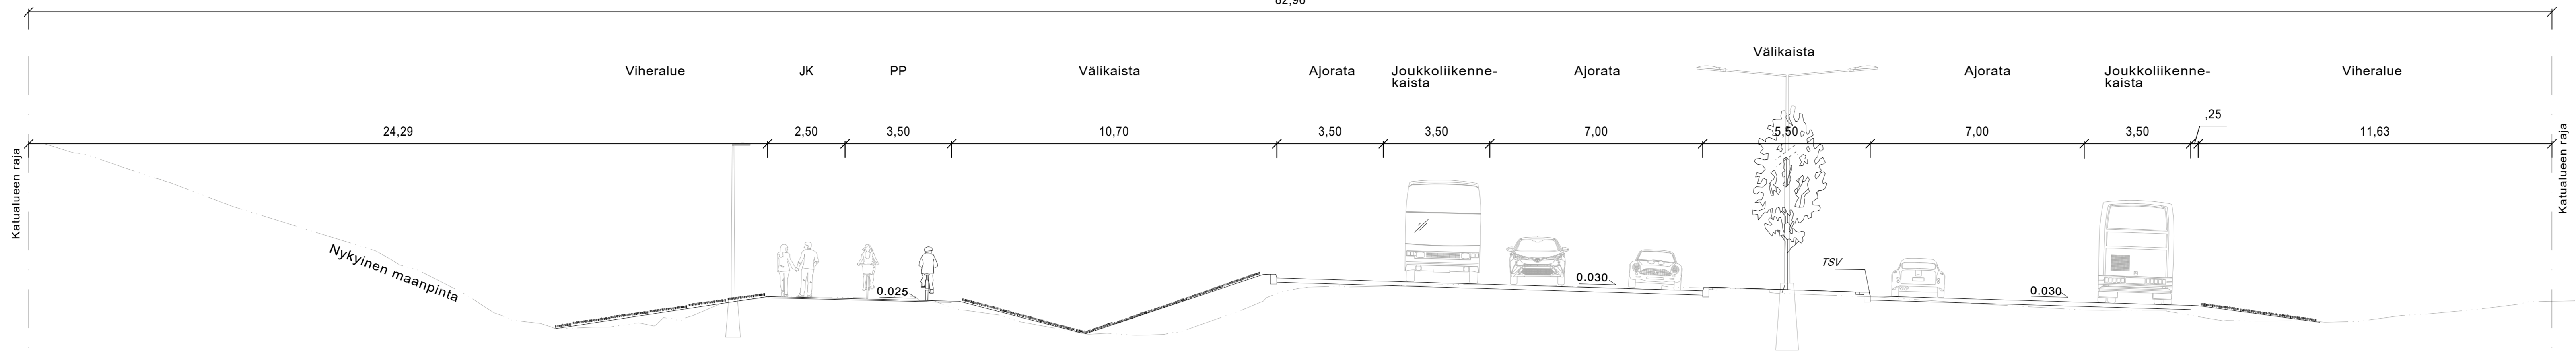 82,96
Välikaista
Viheralue JK PP Välikaista Ajorata Joukkoliikenne-
kaista Ajorata Ajorata Joukkoliikenne-
kaista Viheralue
24,29 2,50 3,50 10,70 3,50 3,50 7,00 5,50 7,00 3,50 ,25 11,63
Katualueen raja
Katualueen raja
Nykyinen maanpinta
0.025
0.030
TSV
0.030